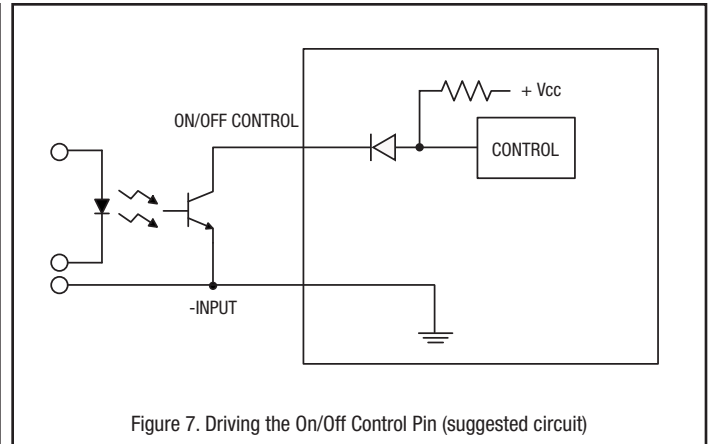 + Vcc
ON/OFF CONTROL
CONTROL
-INPUT
Figure 7. Driving the On/Off Control Pin (suggested circuit)